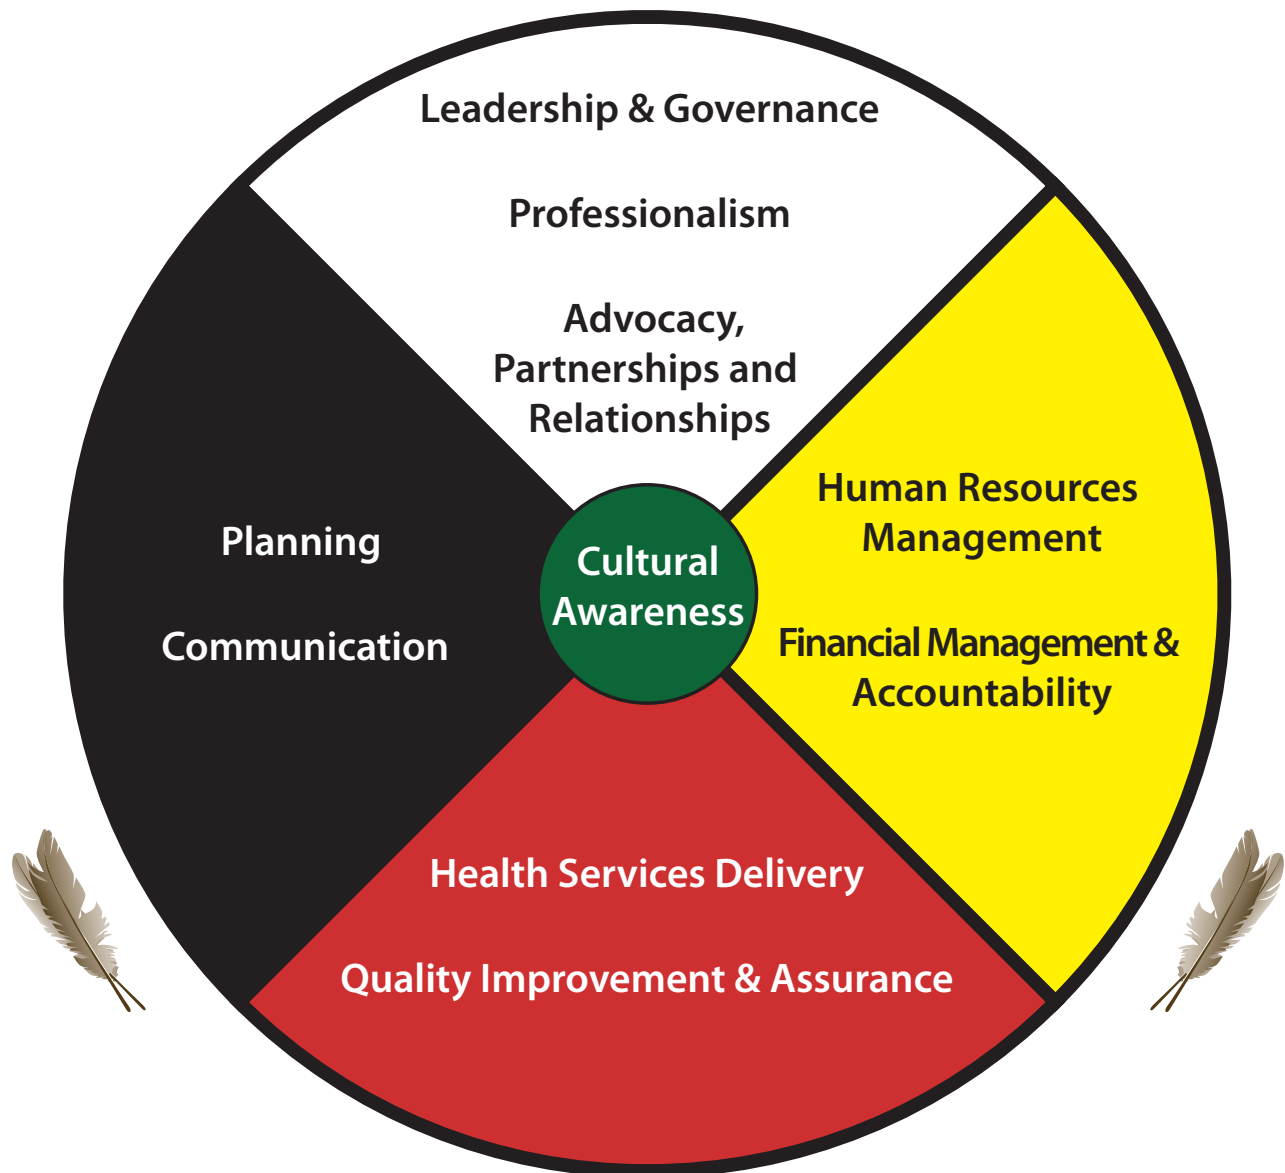 Leadership & Governance
Professionalism
Advocacy,
Partnerships and
Relationships
Human Resources
Management
Financial Management &
Accountability
Health Services Delivery
Quality Improvement & Assurance
Planning
Communication
Cultural
Awareness